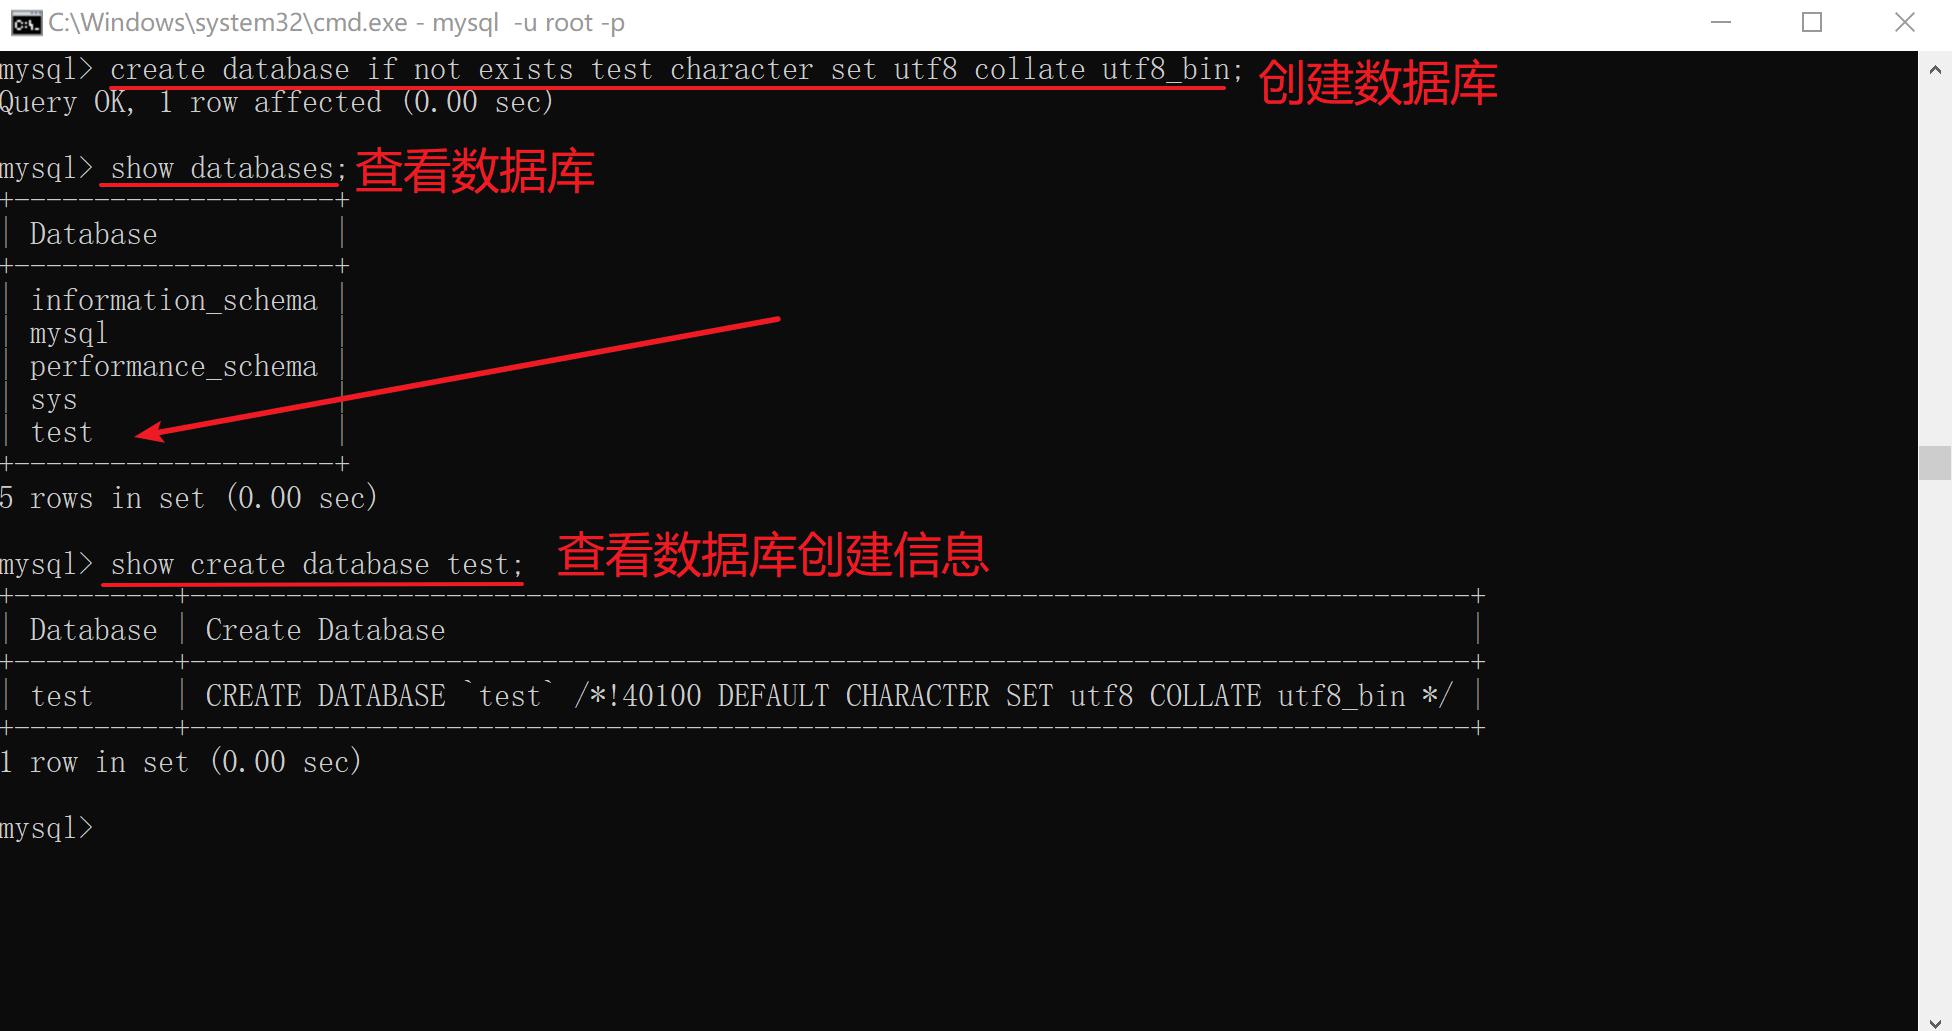 C:\Windows\system32\cmd.exe - mysql  -u root -p
mysql> create database if not exists test character set utf8 collate utf8_bin; 创建数据库
Query OK, 1 row affected (0.00 sec)
mysql> show databases; 查看数据库
+--------------------+
| Database           |
+--------------------+
| information_schema |
| mysql              |
| performance_schema |
| sys                |
| test               |
+--------------------+
5 rows in set (0.00 sec)
mysql> show create database test; 查看数据库创建信息
+----------+--------------------------------------------------------------------------------+
| Database | Create Database                                                                |
+----------+--------------------------------------------------------------------------------+
| test     | CREATE DATABASE `test` /*!40100 DEFAULT CHARACTER SET utf8 COLLATE utf8_bin */ |
+----------+--------------------------------------------------------------------------------+
1 row in set (0.00 sec)
mysql>